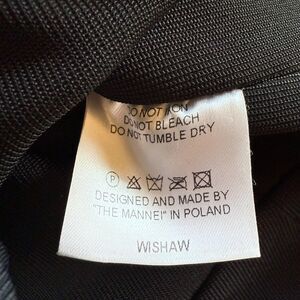 DO NOT IRON
DO NOT BLEACH
DO NOT TUMBLE DRY
P
DESIGNED AND MADE BY
"THE MANNEI" IN POLAND
WISHAW